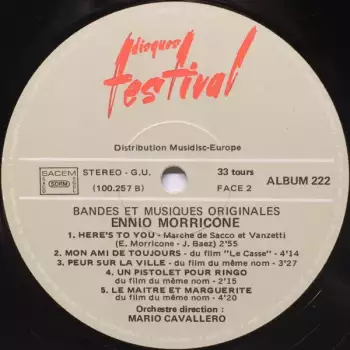 disques
festival
Distribution Musidisc-Europe
SACEM
SDRM
STEREO - G.U.
(100.257 B)
33 tours
FACE 2
ALBUM 222
BANDES ET MUSIQUES ORIGINALES
ENNIO MORRICONE
1. HERE'S TO YOU - Marche de Sacco et Vanzetti
(E. Morricone - J. Baez) 2'55
2. MON AMI DE TOUJOURS - du film "Le Casse" - 4'14
3. PEUR SUR LA VILLE - du film du même nom - 3'27
4. UN PISTOLET POUR RINGO
du film du même nom - 2'15
5. LE MAITRE ET MARGUERITE
du film du même nom - 4'20
Orchestre direction :
MARIO CAVALLERO